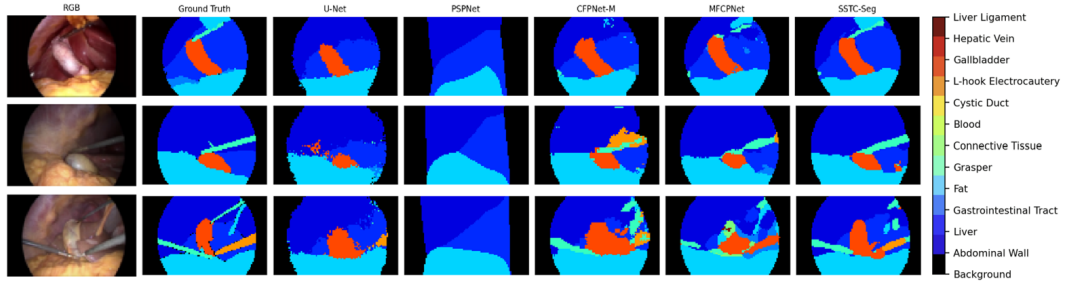 RGB
Ground Truth
U-Net
PSPNet
CFPNet-M
MFCPNet
SSTC-Seg
Liver Ligament
Hepatic Vein
Gallbladder
L-hook Electrocautery
Cystic Duct
Blood
Connective Tissue
Grasper
Fat
Gastrointestinal Tract
Liver
Abdominal Wall
Background